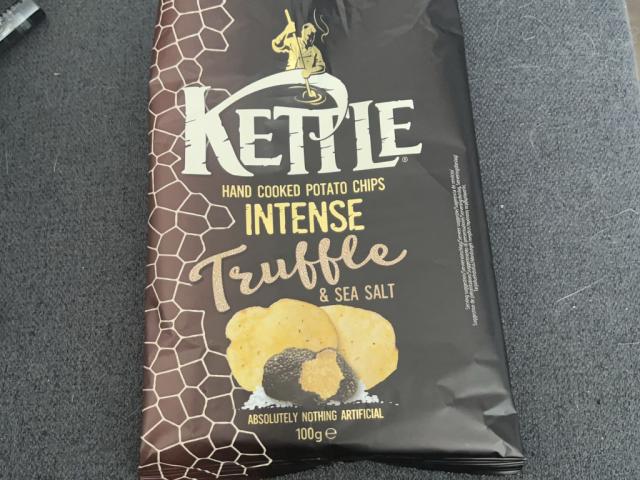 KETTLE®
HAND COOKED POTATO CHIPS
INTENSE
Truffle
& SEA SALT
ABSOLUTELY NOTHING ARTIFICIAL
100g ℮